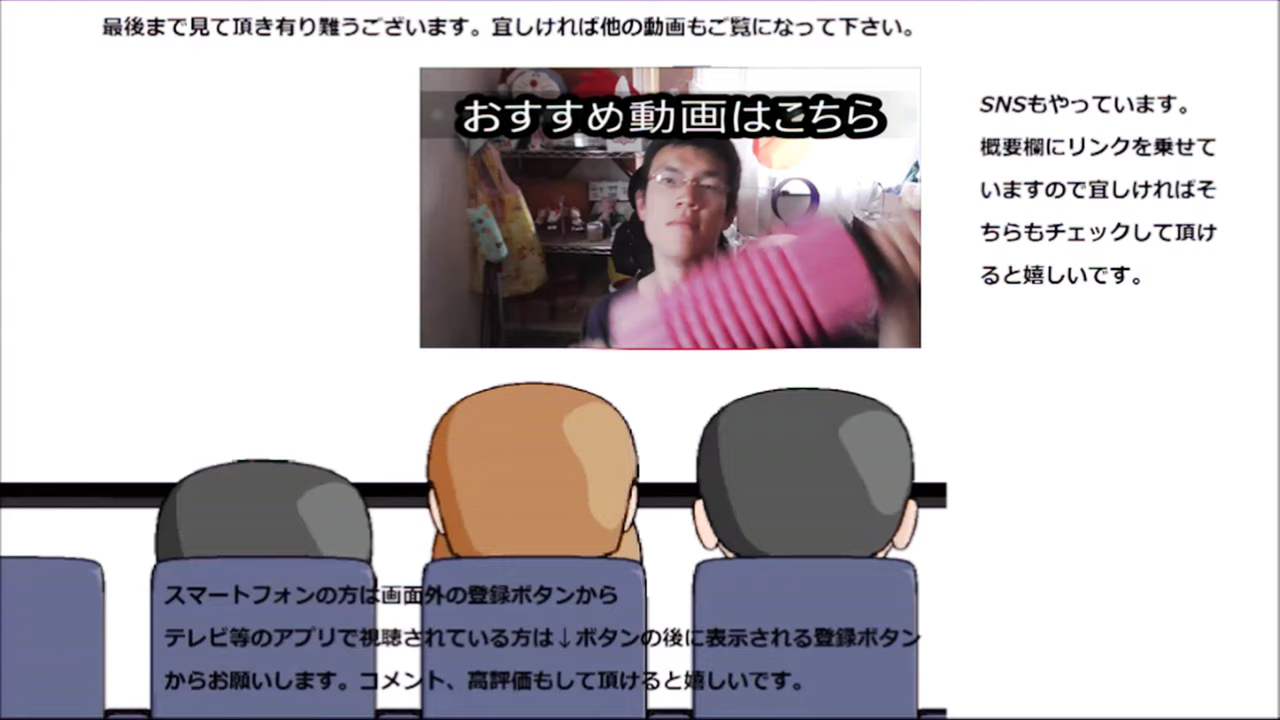 最後まで見て頂き有り難うございます。宜しければ他の動画もご覧になって下さい。
おすすめ動画はこちら
SNSもやっています。
概要欄にリンクを乗せて
いますので宜しければそ
ちらもチェックして頂け
ると嬉しいです。
スマートフォンの方は画面外の登録ボタンから
テレビ等のアプリで視聴されている方は↓ボタンの後に表示される登録ボタン
からお願いします。コメント、高評価もして頂けると嬉しいです。